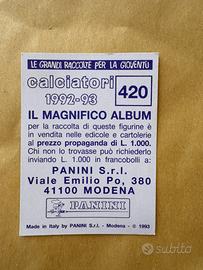 LE GRANDI RACCOLTE PER LA GIOVENTÙ
calciatori
1992-93
420
IL MAGNIFICO ALBUM
per la raccolta di queste figurine è
in vendita nelle edicole e cartolerie
al prezzo propaganda di L. 1.000.
Chi non lo trovasse può richiederlo
inviando L. 1.000 in francobolli a:
PANINI S.r.l.
Viale Emilio Po, 380
41100 MODENA
PANINI
Made in Italy by PANINI S.r.l. - Modena - © 1993
subito